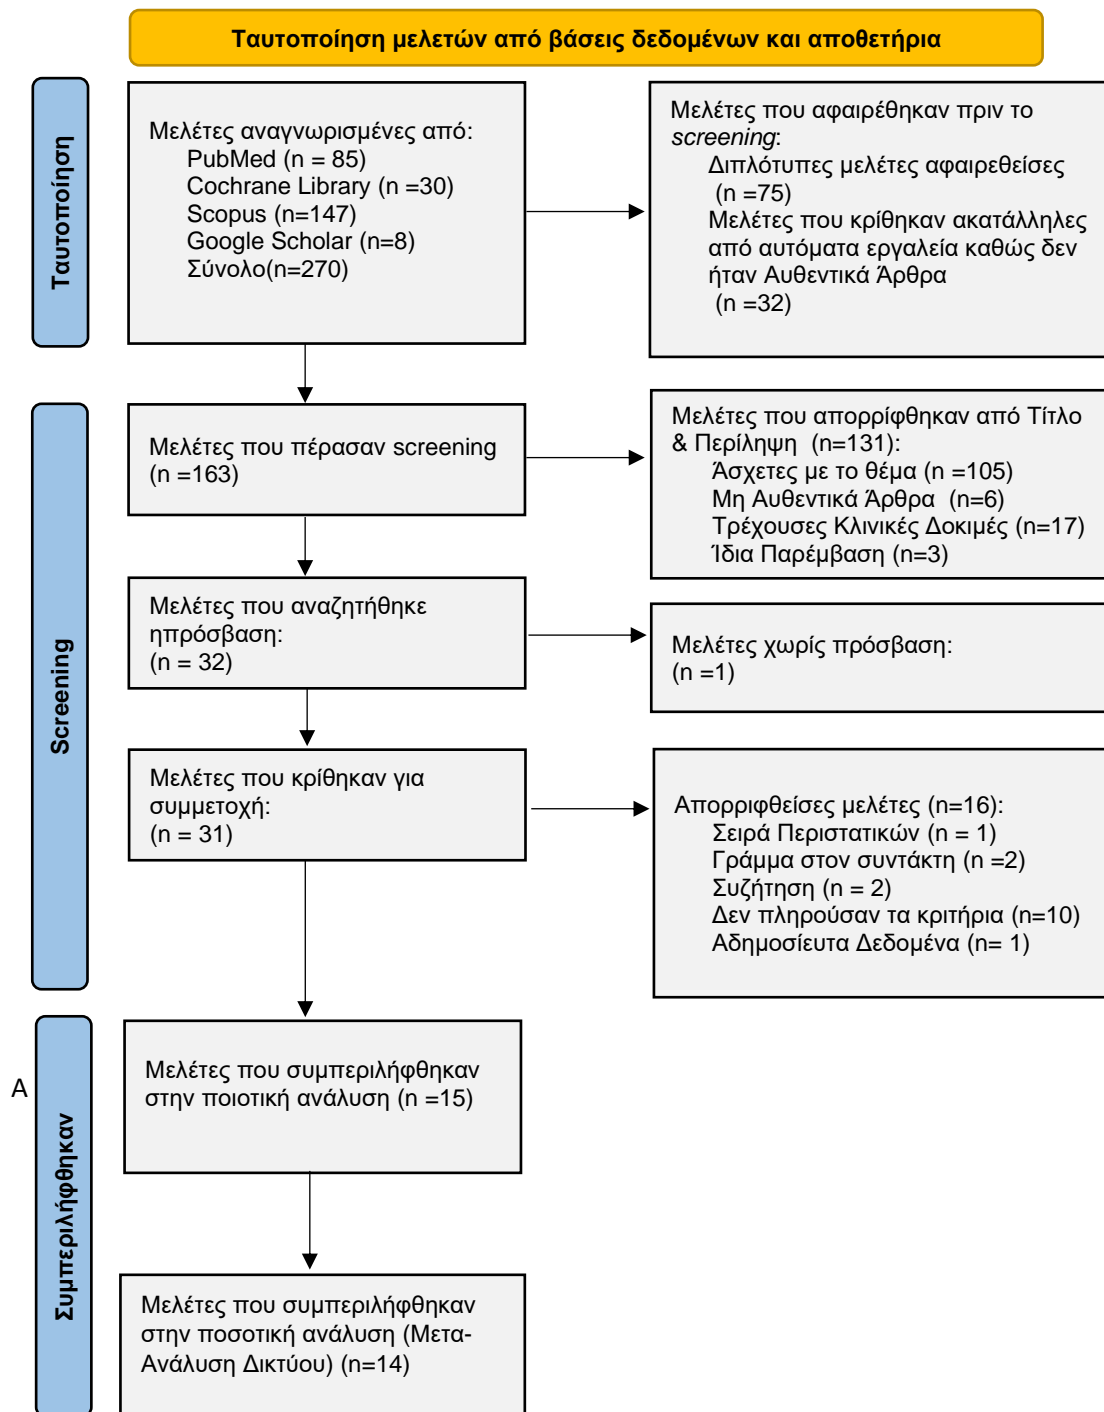 Ταυτοποίηση μελετών από βάσεις δεδομένων και αποθετήρια
Ταυτοποίηση
Μελέτες αναγνωρισμένες από:
PubMed (n = 85)
Cochrane Library (n =30)
Scopus (n=147)
Google Scholar (n=8)
Σύνολο(n=270)
Μελέτες που αφαιρέθηκαν πριν το
screening:
Διπλότυπες μελέτες αφαιρεθείσες
(n =75)
Μελέτες που κρίθηκαν ακατάλληλες
από αυτόματα εργαλεία καθώς δεν
ήταν Αυθεντικά Άρθρα
(n =32)
Screening
Μελέτες που πέρασαν screening
(n =163)
Μελέτες που απορρίφθηκαν από Τίτλο
& Περίληψη (n=131):
Άσχετες με το θέμα (n =105)
Μη Αυθεντικά Άρθρα (n=6)
Τρέχουσες Κλινικές Δοκιμές (n=17)
Ίδια Παρέμβαση (n=3)
Μελέτες που αναζητήθηκε
ηπρόσβαση:
(n = 32)
Μελέτες χωρίς πρόσβαση:
(n =1)
Μελέτες που κρίθηκαν για
συμμετοχή:
(n = 31)
Απορριφθείσες μελέτες (n=16):
Σειρά Περιστατικών (n = 1)
Γράμμα στον συντάκτη (n =2)
Συζήτηση (n = 2)
Δεν πληρούσαν τα κριτήρια (n=10)
Αδημοσίευτα Δεδομένα (n= 1)
Α
Συμπεριλήφθηκαν
Μελέτες που συμπεριλήφθηκαν
στην ποιοτική ανάλυση (n =15)
Μελέτες που συμπεριλήφθηκαν
στην ποσοτική ανάλυση (Μετα-
Ανάλυση Δικτύου) (n=14)